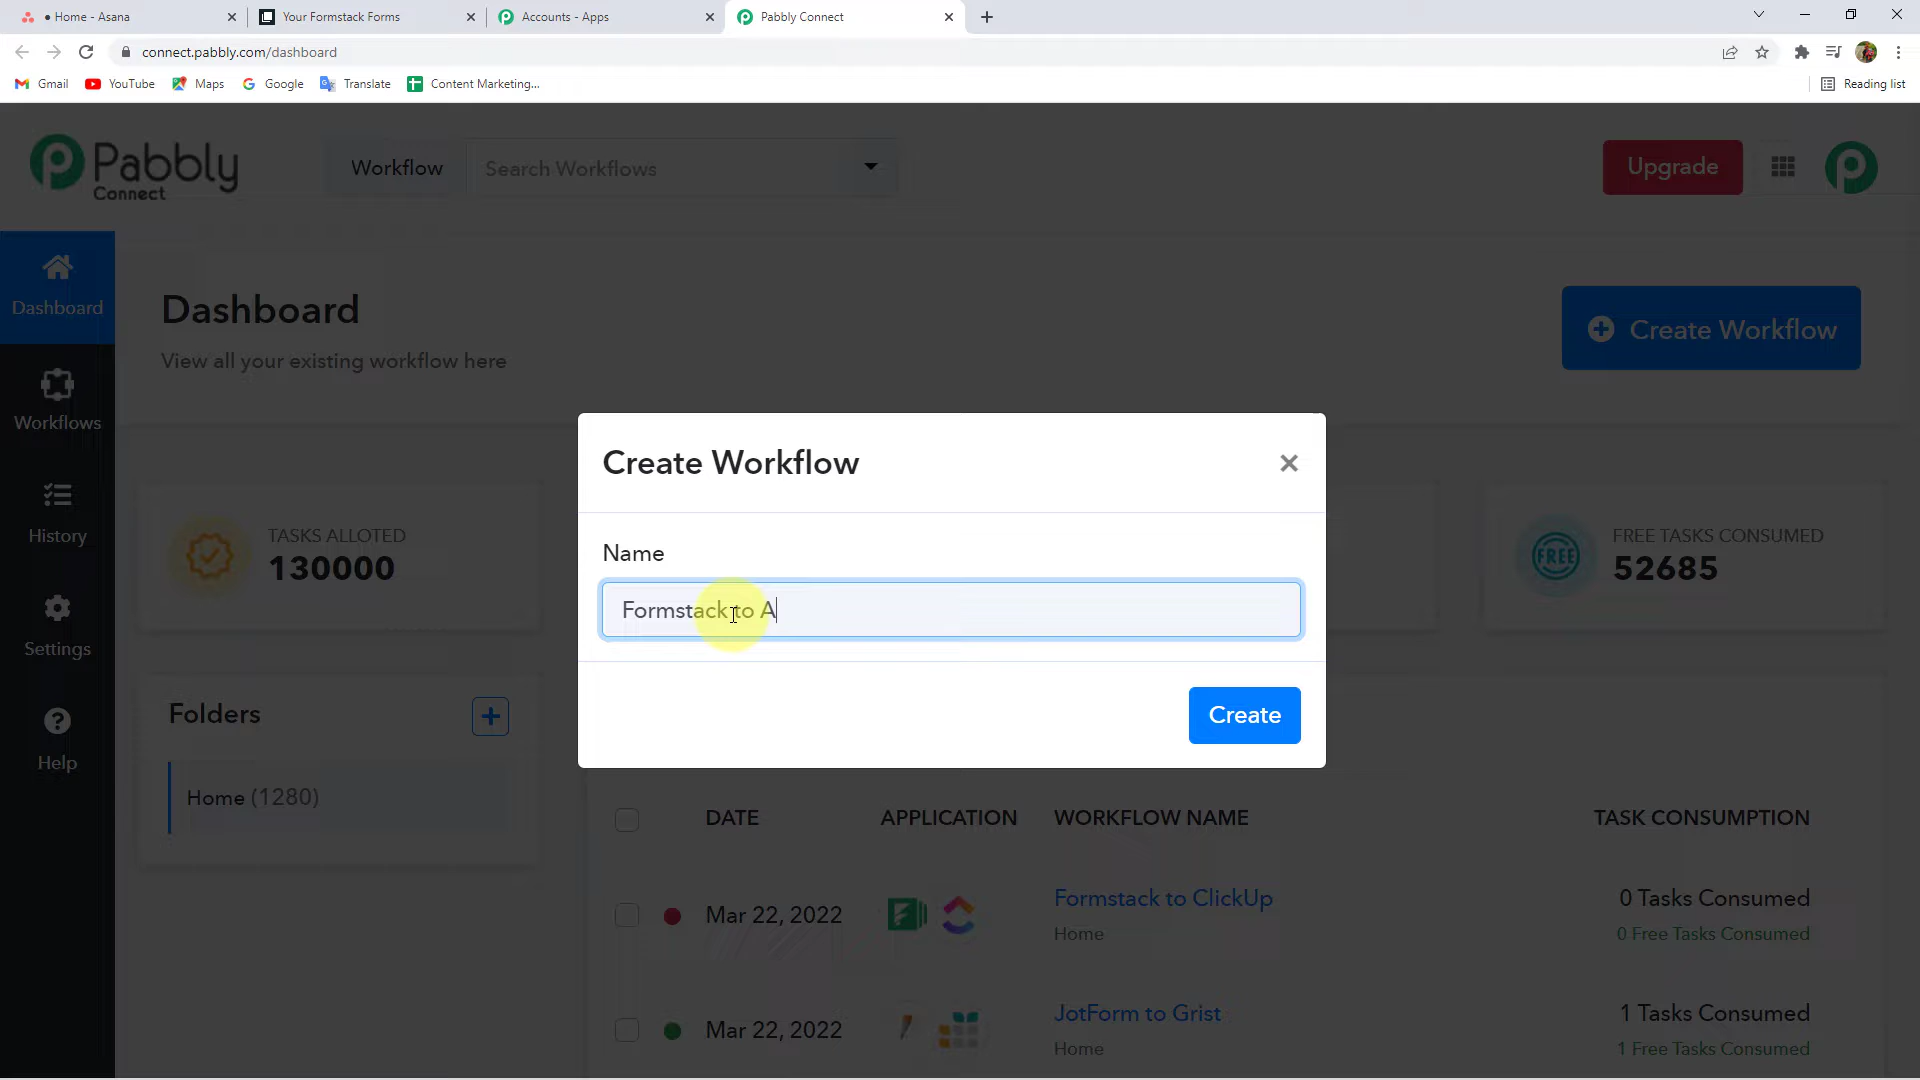 Home - Asana
Your Formstack Forms
Accounts - Apps
Pabbly Connect
connect.pabbly.com/dashboard
Gmail
YouTube
Maps
Google
Translate
Content Marketing...
Reading list
Pabbly
Connect
Workflow
Search Workflows
Upgrade
Dashboard
Workflows
History
Settings
Help
Dashboard
View all your existing workflow here
Create Workflow
TASKS ALLOTED
130000
FREE
FREE TASKS CONSUMED
52685
Create Workflow
Name
Formstack to A
Create
Folders
Home (1280)
DATE APPLICATION WORKFLOW NAME TASK CONSUMPTION
Mar 22, 2022 Formstack to ClickUp 0 Tasks Consumed
Home 0 Free Tasks Consumed
Mar 22, 2022 JotForm to Grist 1 Tasks Consumed
Home 1 Free Tasks Consumed